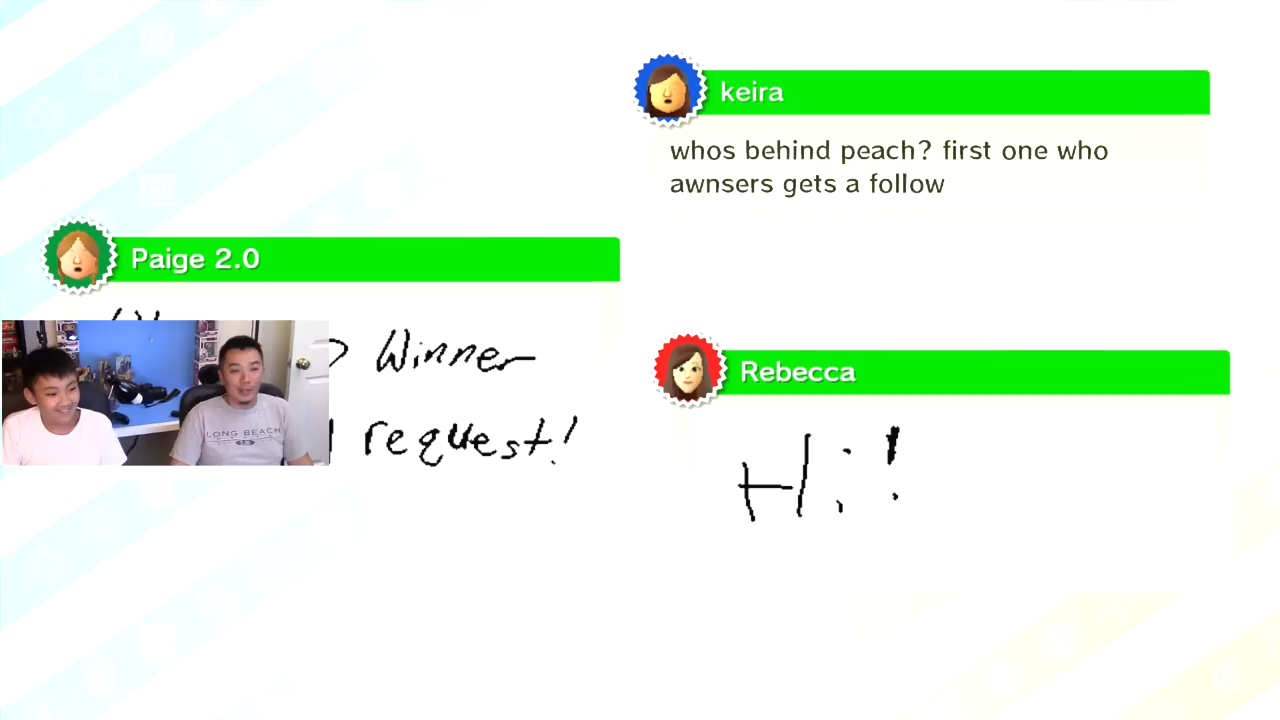 keira
whos behind peach? first one who
awnsers gets a follow
Paige 2.0
Winner
request!
Rebecca
Hi!
LONG BEACH